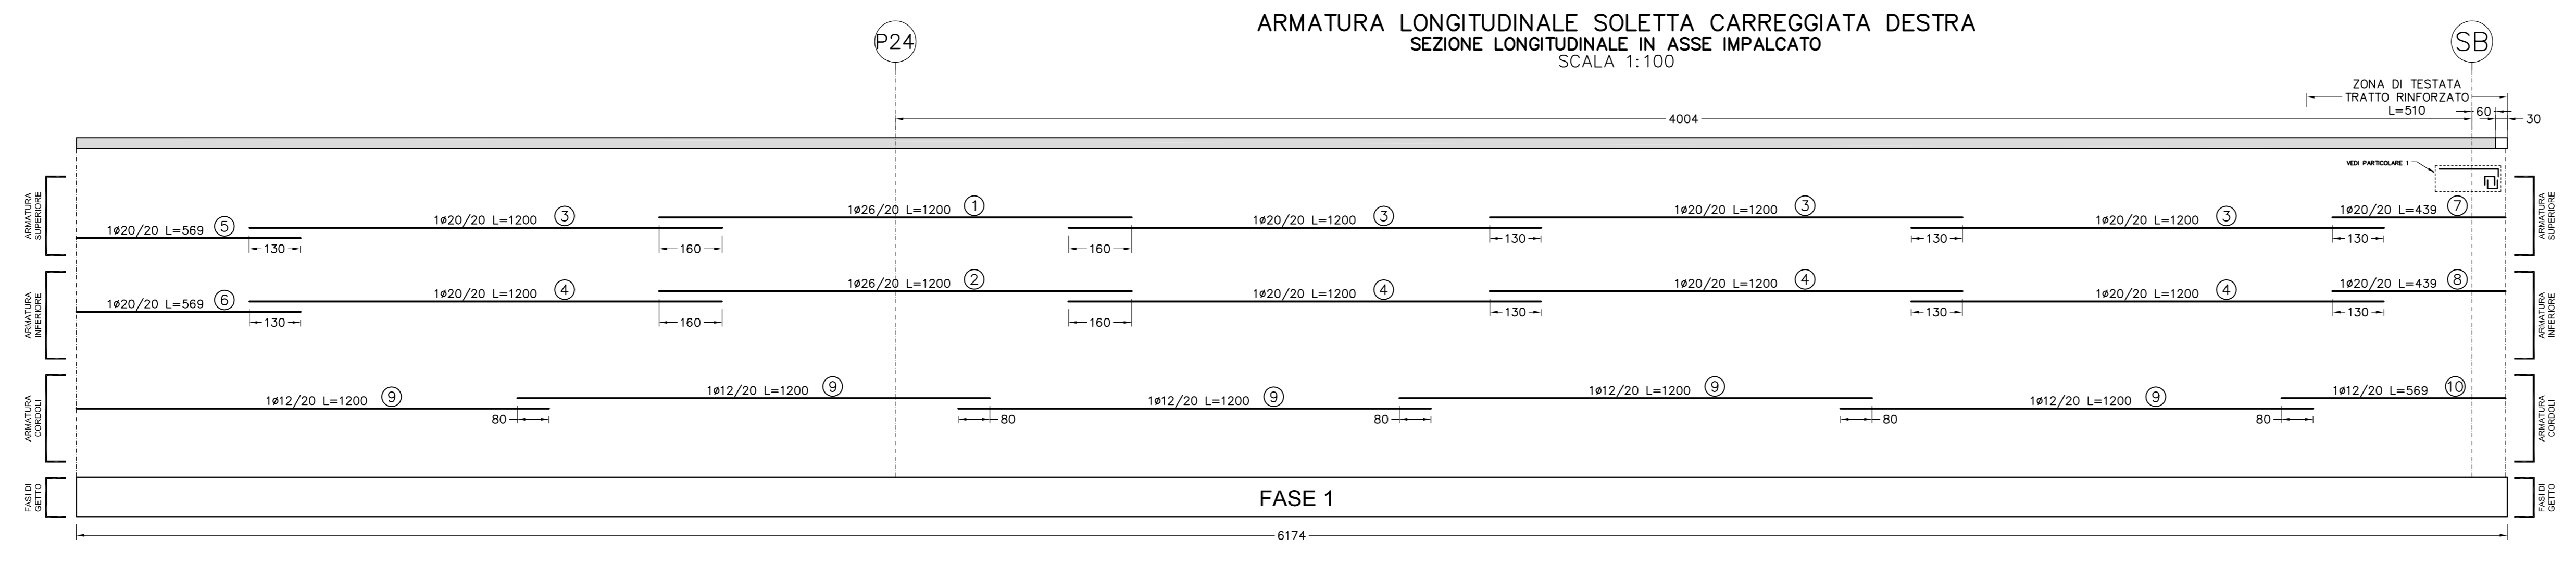 ARMATURA LONGITUDINALE SOLETTA CARREGGIATA DESTRA
SEZIONE LONGITUDINALE IN ASSE IMPALCATO
SCALA 1:100
P24
SB
ZONA DI TESTATA
TRATTO RINFORZATO
L=510
60
30
4004
VEDI PARTICOLARE 1
ARMATURA
SUPERIORE
1ø20/20 L=569 5
1ø20/20 L=1200 3
1ø26/20 L=1200 1
1ø20/20 L=1200 3
1ø20/20 L=1200 3
1ø20/20 L=1200 3
1ø20/20 L=439 7
130
160
160
130
130
130
ARMATURA
SUPERIORE
ARMATURA
INFERIORE
1ø20/20 L=569 6
1ø20/20 L=1200 4
1ø26/20 L=1200 2
1ø20/20 L=1200 4
1ø20/20 L=1200 4
1ø20/20 L=1200 4
1ø20/20 L=439 8
130
160
160
130
130
130
ARMATURA
INFERIORE
ARMATURA
CORDOLI
1ø12/20 L=1200 9
1ø12/20 L=1200 9
1ø12/20 L=1200 9
1ø12/20 L=1200 9
1ø12/20 L=1200 9
1ø12/20 L=569 10
80
80
80
80
80
ARMATURA
CORDOLI
FASI DI
GETTO
FASE 1
FASI DI
GETTO
6174